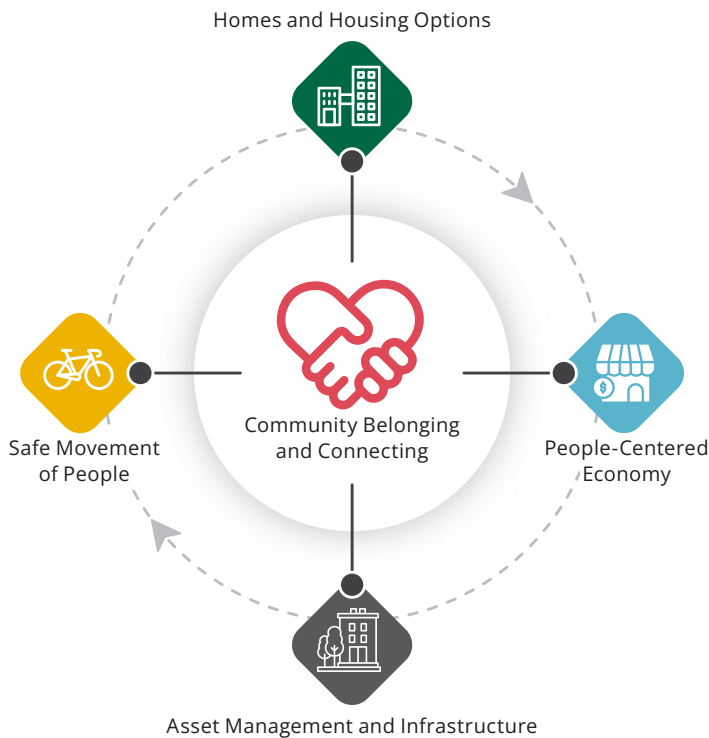 Homes and Housing Options
Community Belonging
and Connecting
Safe Movement
of People
People-Centered
Economy
$
Asset Management and Infrastructure